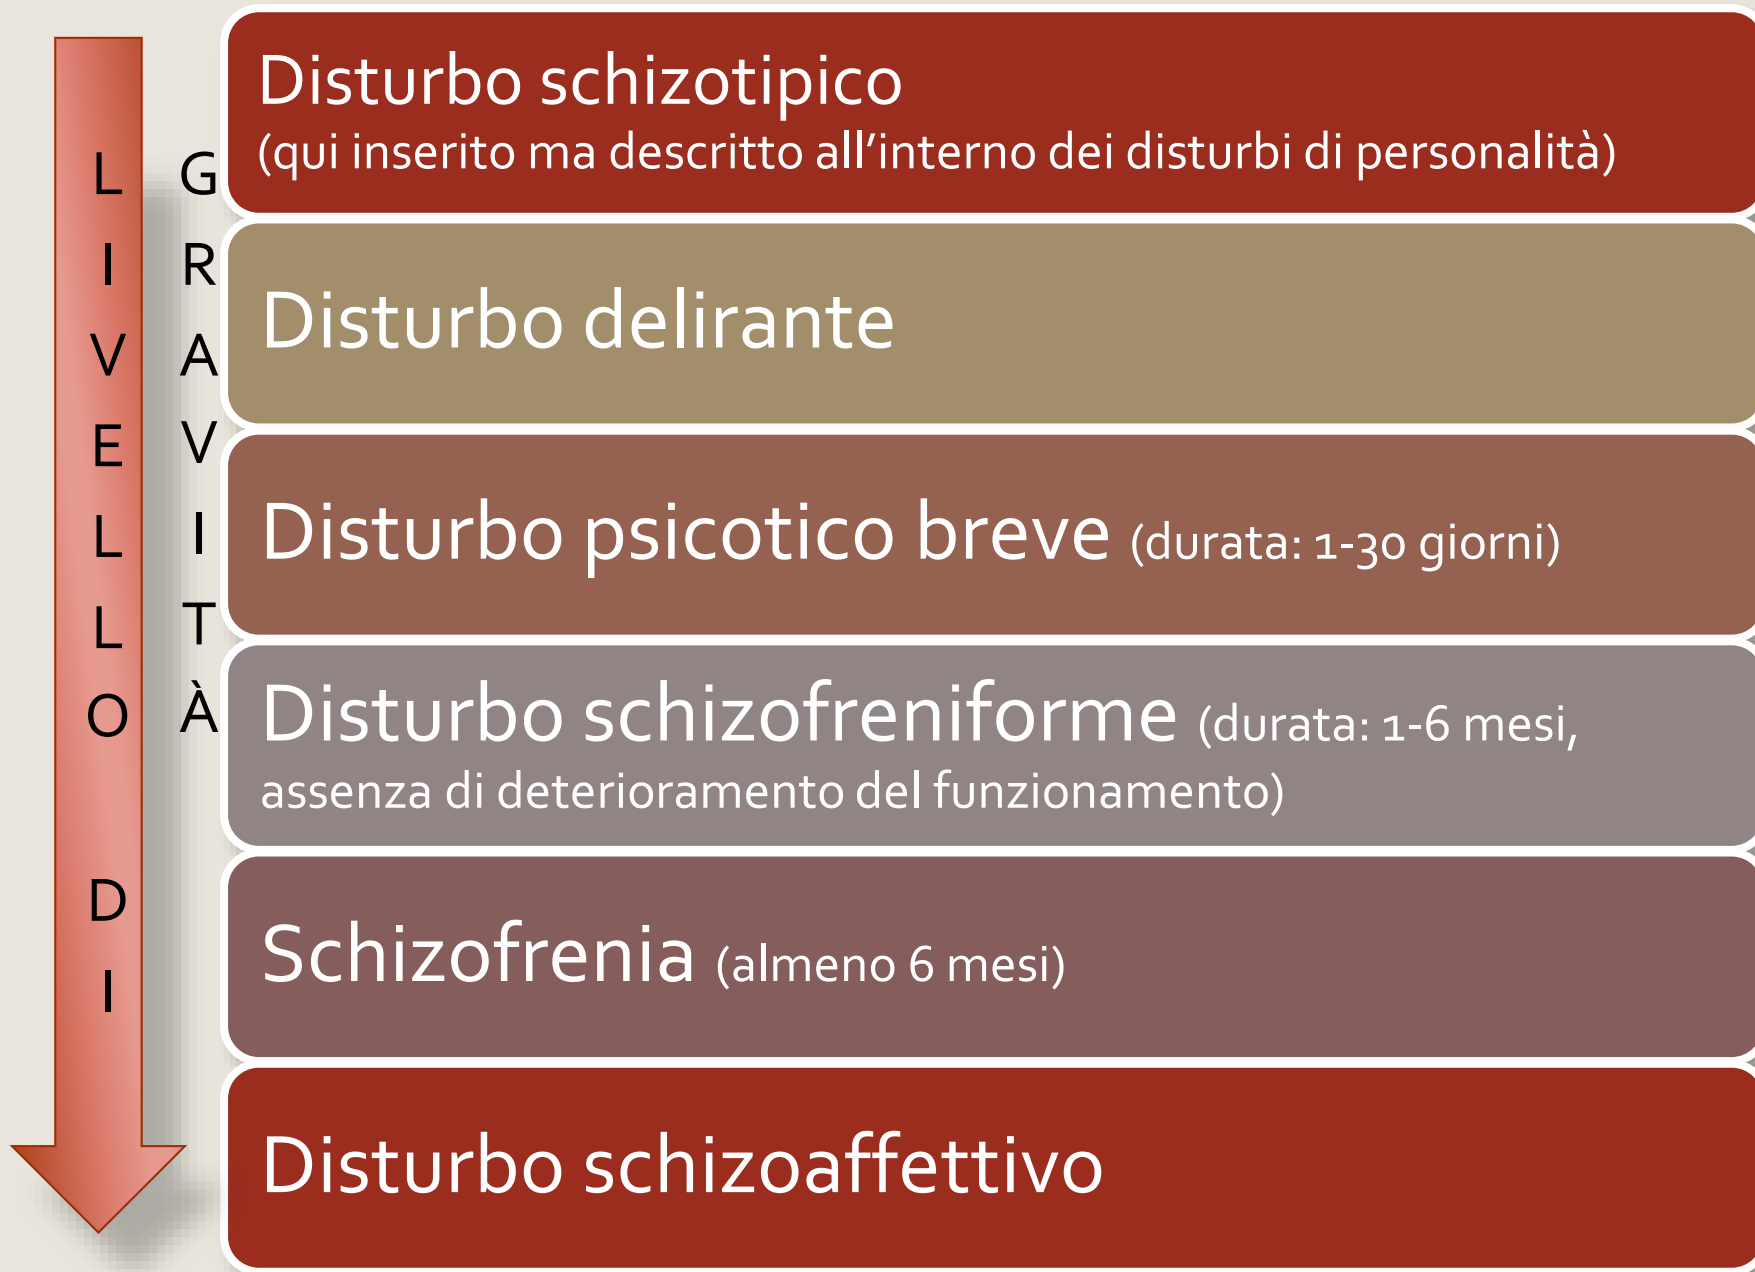 LIVELLO DI
GRAVITÀ
Disturbo schizotipico
(qui inserito ma descritto all'interno dei disturbi di personalità)
Disturbo delirante
Disturbo psicotico breve (durata: 1-30 giorni)
Disturbo schizofreniforme (durata: 1-6 mesi,
assenza di deterioramento del funzionamento)
Schizofrenia (almeno 6 mesi)
Disturbo schizoaffettivo